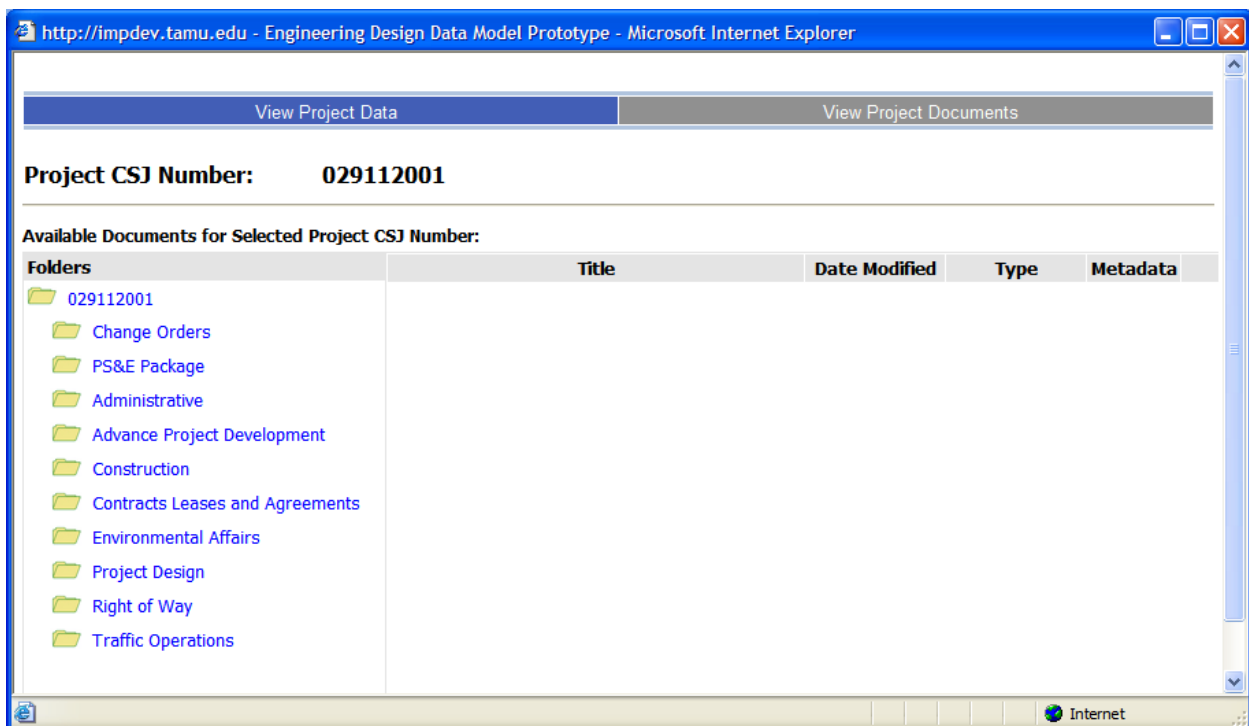 http://impdev.tamu.edu - Engineering Design Data Model Prototype - Microsoft Internet Explorer
View Project Data View Project Documents
Project CSJ Number: 029112001
Available Documents for Selected Project CSJ Number:
Folders Title Date Modified Type Metadata
029112001
Change Orders
PS&E Package
Administrative
Advance Project Development
Construction
Contracts Leases and Agreements
Environmental Affairs
Project Design
Right of Way
Traffic Operations
Internet